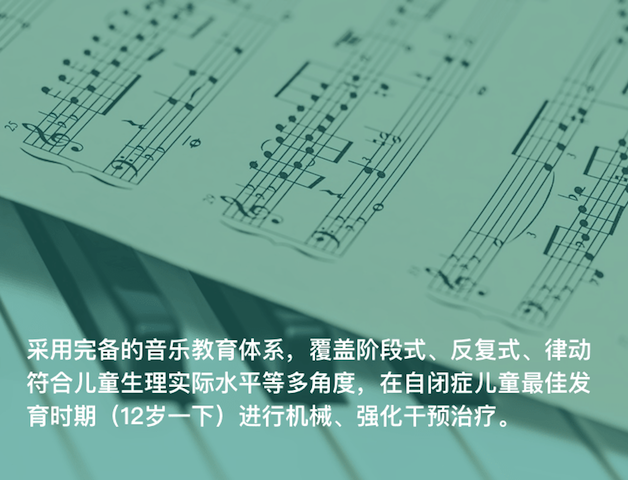 采用完备的音乐教育体系，覆盖阶段式、反复式、律动
符合儿童生理实际水平等多角度，在自闭症儿童最佳发
育时期（12岁一下）进行机械、强化干预治疗。